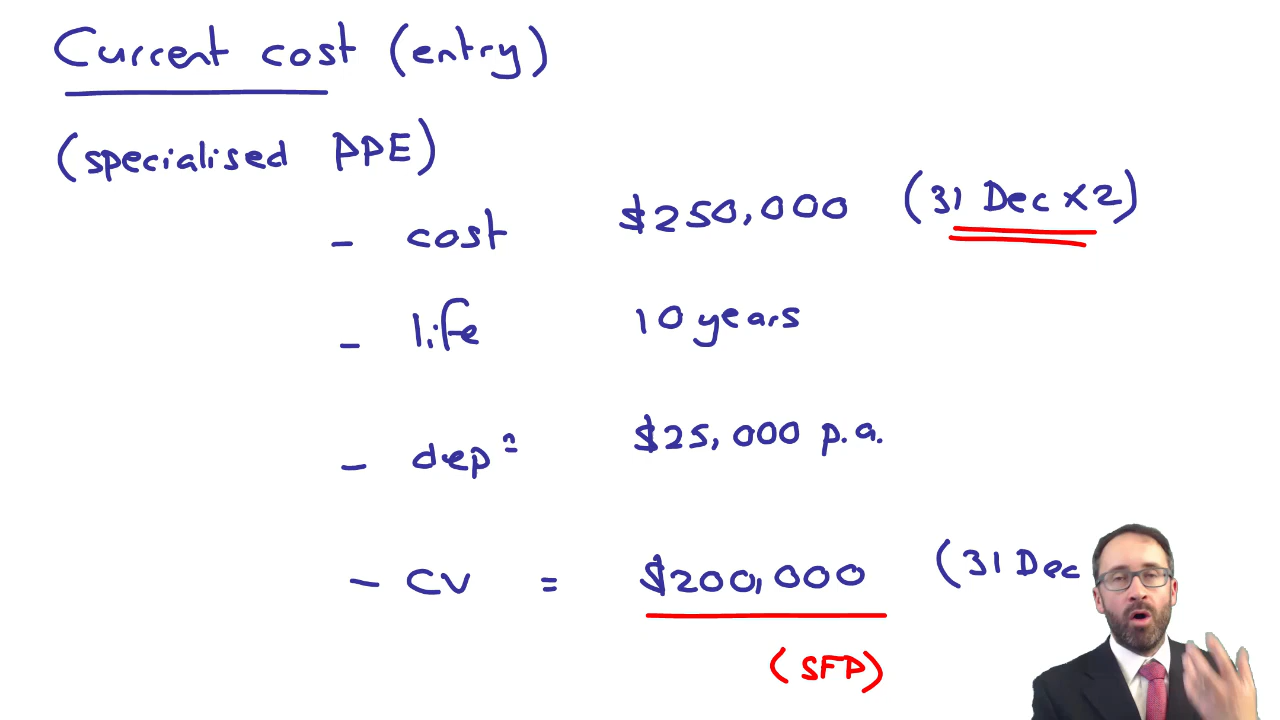 Current cost (entry)
(specialised PPE)
- cost $250,000 (31 Dec X2)
- life 10 years
- depⁿ $25,000 p.a.
- CV = $200,000 (31 Dec
(SFP)